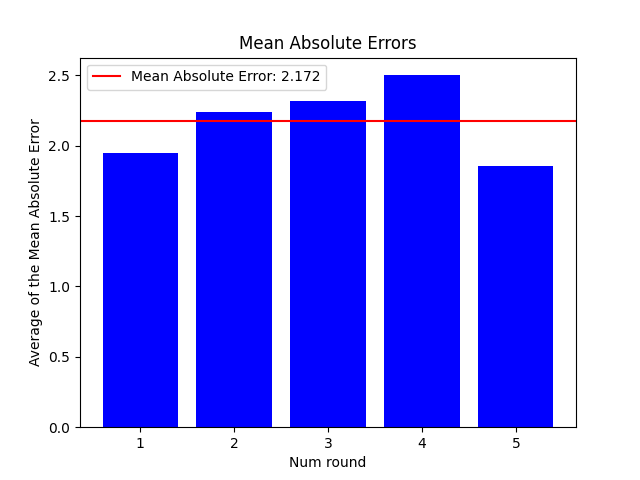 Mean Absolute Errors
Mean Absolute Error: 2.172
Average of the Mean Absolute Error
2.5
2.0
1.5
1.0
0.5
0.0
1 2 3 4 5
Num round